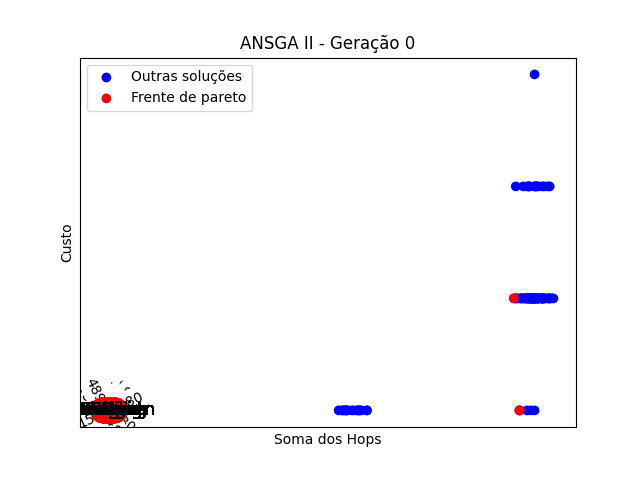 ANSGA II - Geração 0
Outras soluções
Frente de pareto
Custo
Soma dos Hops